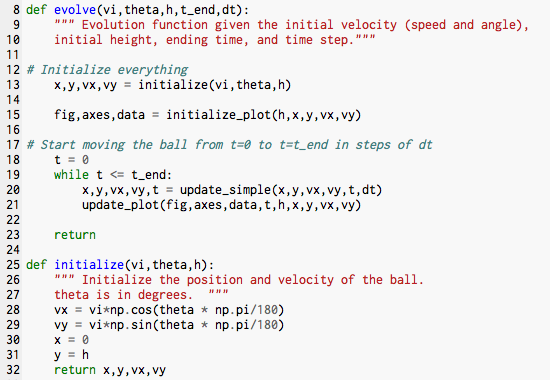 8 def evolve(vi,theta,h,t_end,dt):
9     """ Evolution function given the initial velocity (speed and angle),
10     initial height, ending time, and time step."""
11
12 # Initialize everything
13     x,y,vx,vy = initialize(vi,theta,h)
14
15     fig,axes,data = initialize_plot(h,x,y,vx,vy)
16
17 # Start moving the ball from t=0 to t=t_end in steps of dt
18     t = 0
19     while t <= t_end:
20         x,y,vx,vy,t = update_simple(x,y,vx,vy,t,dt)
21         update_plot(fig,axes,data,t,h,x,y,vx,vy)
22
23     return
24
25 def initialize(vi,theta,h):
26     """ Initialize the position and velocity of the ball.
27     theta is in degrees.  """
28     vx = vi*np.cos(theta * np.pi/180)
29     vy = vi*np.sin(theta * np.pi/180)
30     x = 0
31     y = h
32     return x,y,vx,vy